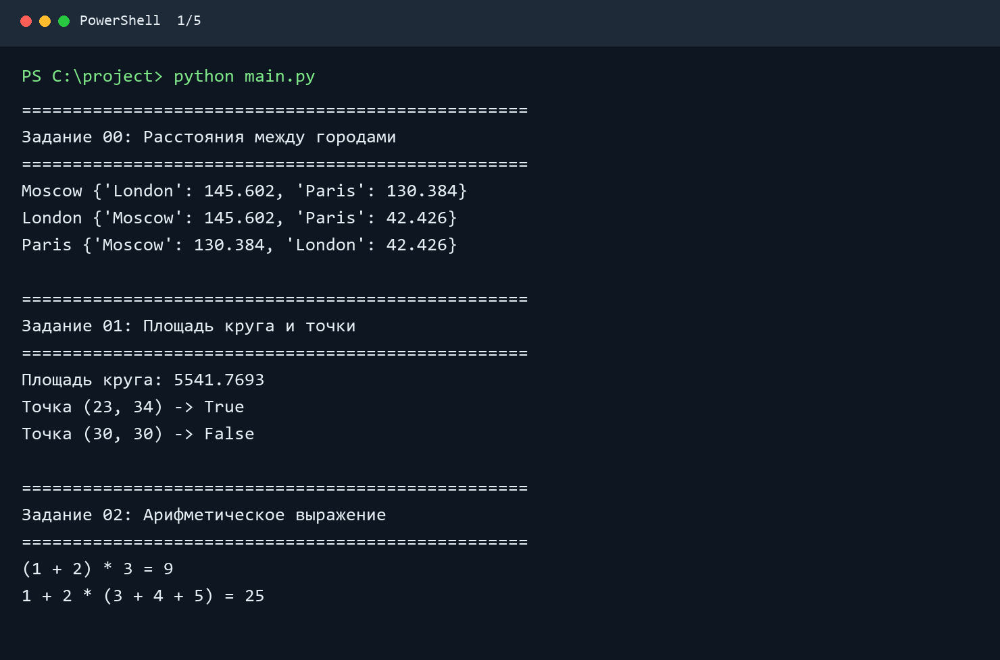 PowerShell 1/5
PS C:\project> python main.py
==================================================
Задание 00: Расстояния между городами
==================================================
Moscow {'London': 145.602, 'Paris': 130.384}
London {'Moscow': 145.602, 'Paris': 42.426}
Paris {'Moscow': 130.384, 'London': 42.426}
==================================================
Задание 01: Площадь круга и точки
==================================================
Площадь круга: 5541.7693
Точка (23, 34) -> True
Точка (30, 30) -> False
==================================================
Задание 02: Арифметическое выражение
==================================================
(1 + 2) * 3 = 9
1 + 2 * (3 + 4 + 5) = 25